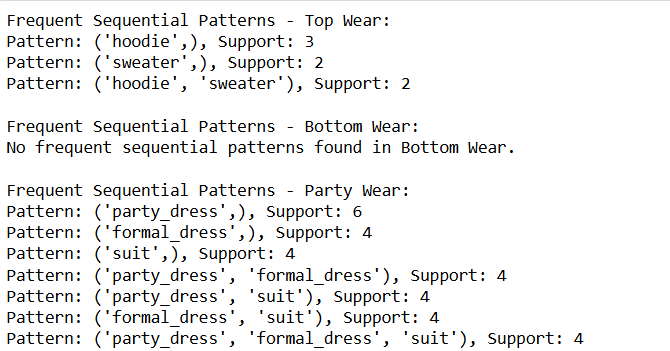 Frequent Sequential Patterns - Top Wear:
Pattern: ('hoodie',), Support: 3
Pattern: ('sweater',), Support: 2
Pattern: ('hoodie', 'sweater'), Support: 2
Frequent Sequential Patterns - Bottom Wear:
No frequent sequential patterns found in Bottom Wear.
Frequent Sequential Patterns - Party Wear:
Pattern: ('party_dress',), Support: 6
Pattern: ('formal_dress',), Support: 4
Pattern: ('suit',), Support: 4
Pattern: ('party_dress', 'formal_dress'), Support: 4
Pattern: ('party_dress', 'suit'), Support: 4
Pattern: ('formal_dress', 'suit'), Support: 4
Pattern: ('party_dress', 'formal_dress', 'suit'), Support: 4